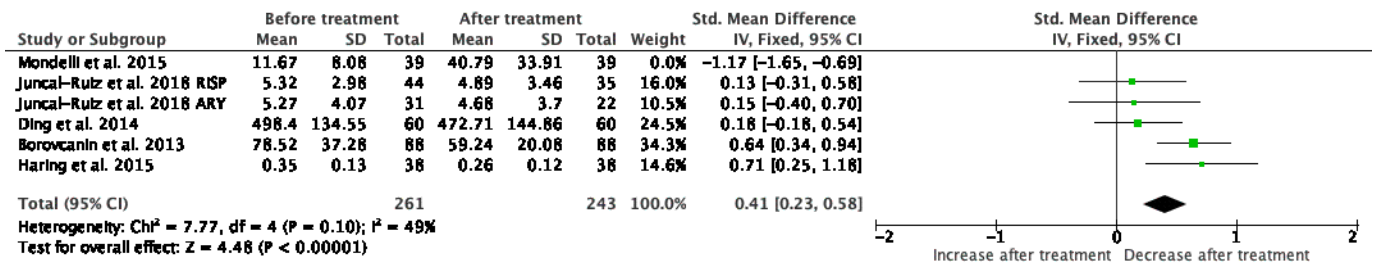 Before treatment After treatment Std. Mean Difference Std. Mean Difference
Study or Subgroup Mean SD Total Mean SD Total Weight IV, Fixed, 95% CI IV, Fixed, 95% CI
Mondelli et al. 2015 11.67 8.08 39 40.79 33.91 39 0.0% −1.17 [−1.65, −0.69]
Juncal-Ruiz et al. 2018 RISP 5.32 2.98 44 4.89 3.46 35 16.0% 0.13 [−0.31, 0.58]
Juncal-Ruiz et al. 2018 ARY 5.27 4.07 31 4.68 3.7 22 10.5% 0.15 [−0.40, 0.70]
Ding et al. 2014 498.4 134.55 60 472.71 144.86 60 24.5% 0.18 [−0.18, 0.54]
Borovcanin et al. 2013 78.52 37.28 88 59.24 20.08 88 34.3% 0.64 [0.34, 0.94]
Haring et al. 2015 0.35 0.13 38 0.26 0.12 38 14.6% 0.71 [0.25, 1.18]
Total (95% CI) 261 243 100.0% 0.41 [0.23, 0.58]
Heterogeneity: Chi² = 7.77, df = 4 (P = 0.10); I² = 49%
Test for overall effect: Z = 4.48 (P < 0.00001)
−2 −1 0 1 2
Increase after treatment Decrease after treatment